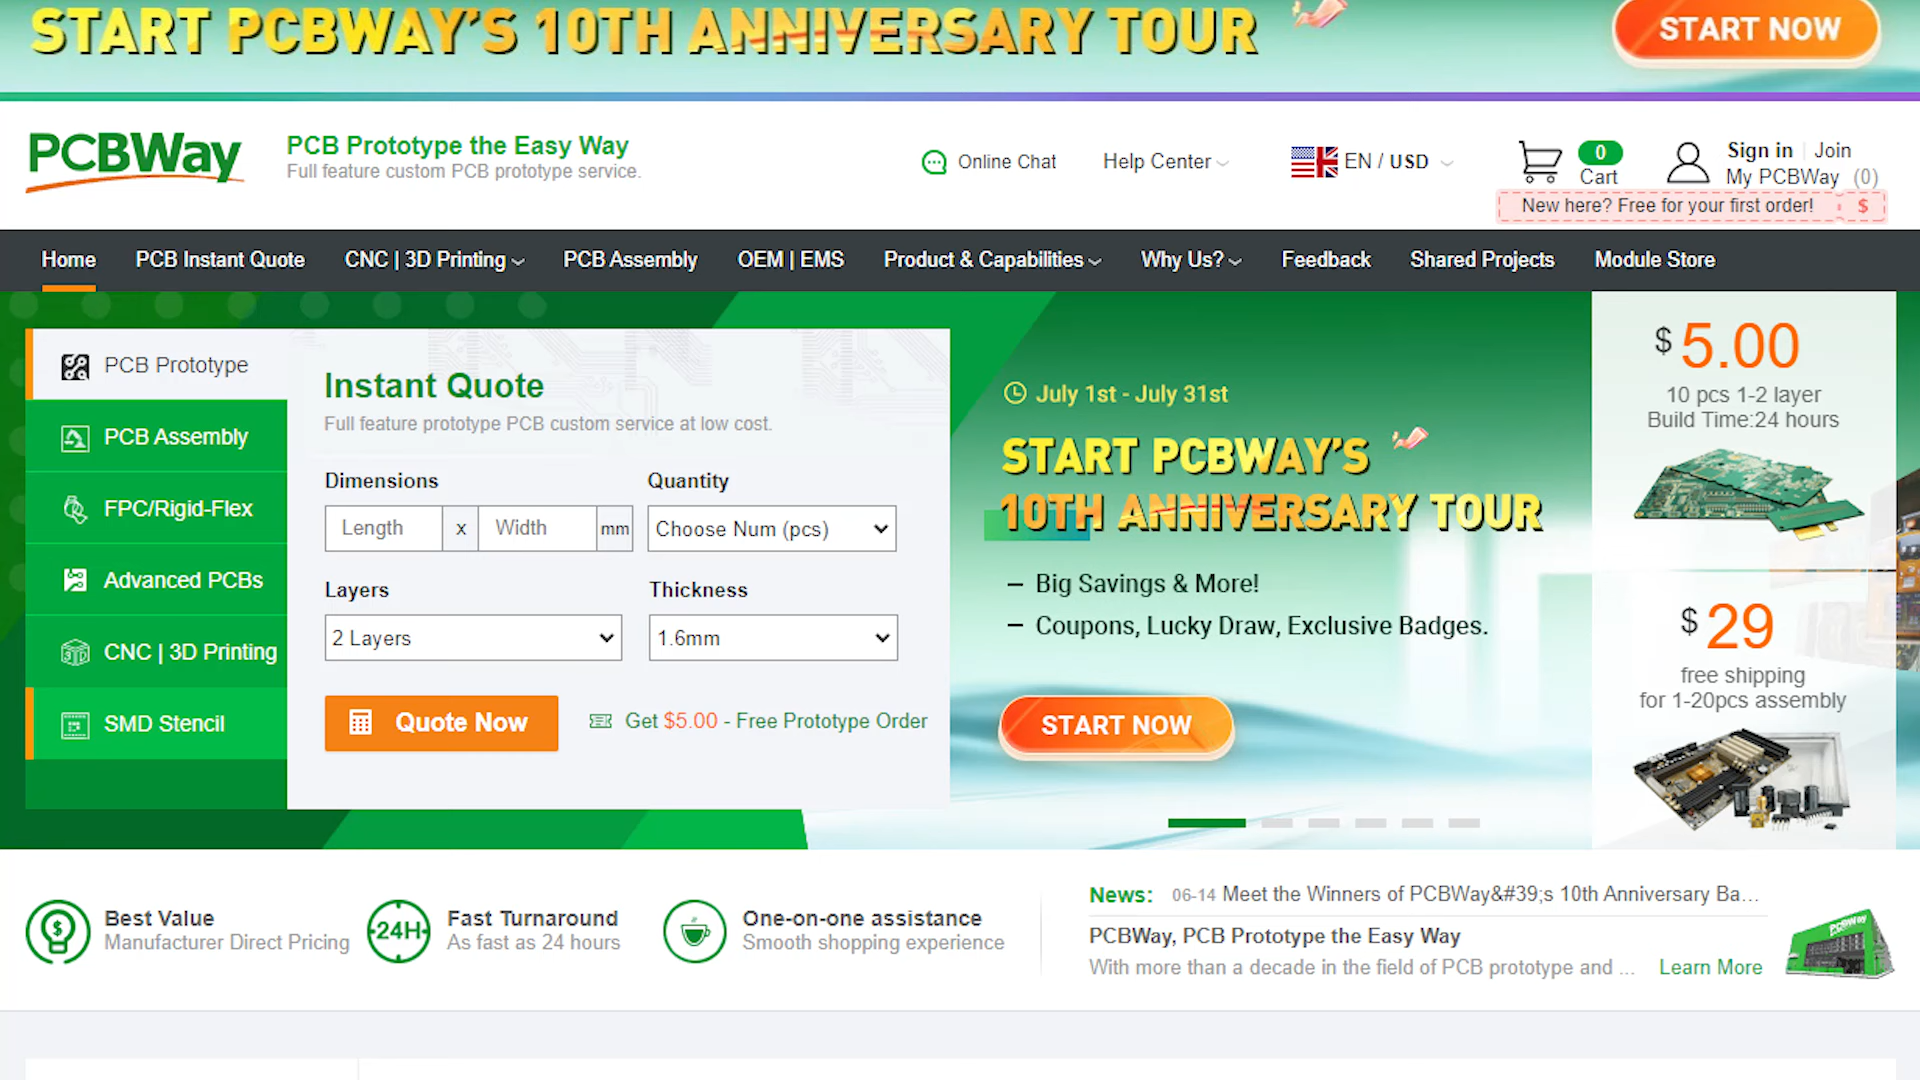 START PCBWAY'S 10TH ANNIVERSARY TOUR
START NOW
PCBWay
PCB Prototype the Easy Way
Full feature custom PCB prototype service.
Online Chat
Help Center
EN / USD
0
Cart
Sign in | Join
My PCBWay (0)
New here? Free for your first order! $
Home
PCB Instant Quote
CNC | 3D Printing
PCB Assembly
OEM | EMS
Product & Capabilities
Why Us?
Feedback
Shared Projects
Module Store
PCB Prototype
PCB Assembly
FPC/Rigid-Flex
Advanced PCBs
CNC | 3D Printing
SMD Stencil
Instant Quote
Full feature prototype PCB custom service at low cost.
Dimensions
Length x Width mm
Quantity
Choose Num (pcs)
Layers
2 Layers
Thickness
1.6mm
Quote Now
Get $5.00 - Free Prototype Order
July 1st - July 31st
START PCBWAY'S
10TH ANNIVERSARY TOUR
– Big Savings & More!
– Coupons, Lucky Draw, Exclusive Badges.
START NOW
$ 5.00
10 pcs 1-2 layer
Build Time:24 hours
$ 29
free shipping
for 1-20pcs assembly
Best Value
Manufacturer Direct Pricing
24H
Fast Turnaround
As fast as 24 hours
One-on-one assistance
Smooth shopping experience
News: 06-14 Meet the Winners of PCBWay&#39;s 10th Anniversary Ba...
PCBWay, PCB Prototype the Easy Way
With more than a decade in the field of PCB prototype and ... Learn More
PCBWay